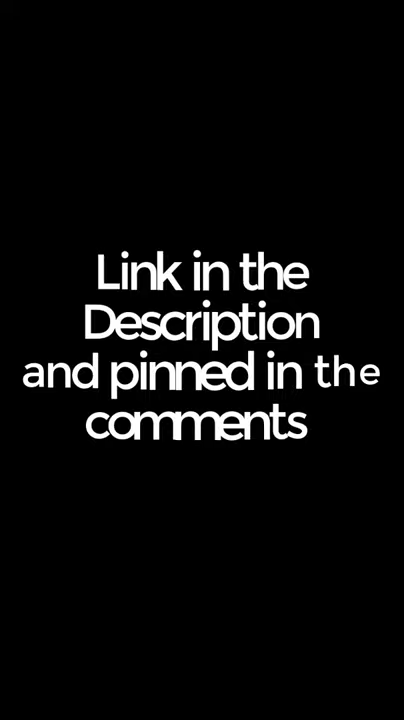 Link in the
Description
and pinned in the
comments